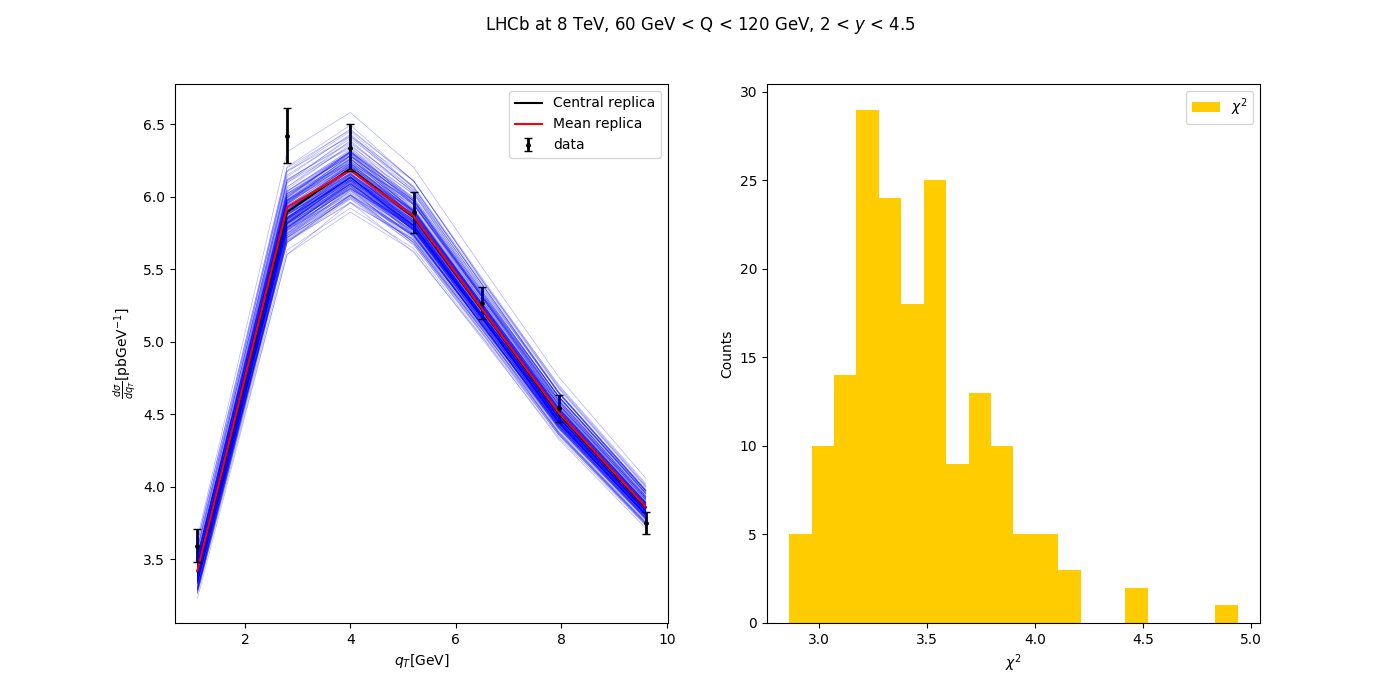 LHCb at 8 TeV, 60 GeV < Q < 120 GeV, 2 < y < 4.5
Central replica
Mean replica
data
6.5
6.0
5.5
5.0
4.5
4.0
3.5
dσ/dq_T [pbGeV⁻¹]
2
4
6
8
10
q_T[GeV]
χ²
30
25
20
15
10
5
0
Counts
3.0
3.5
4.0
4.5
5.0
χ²